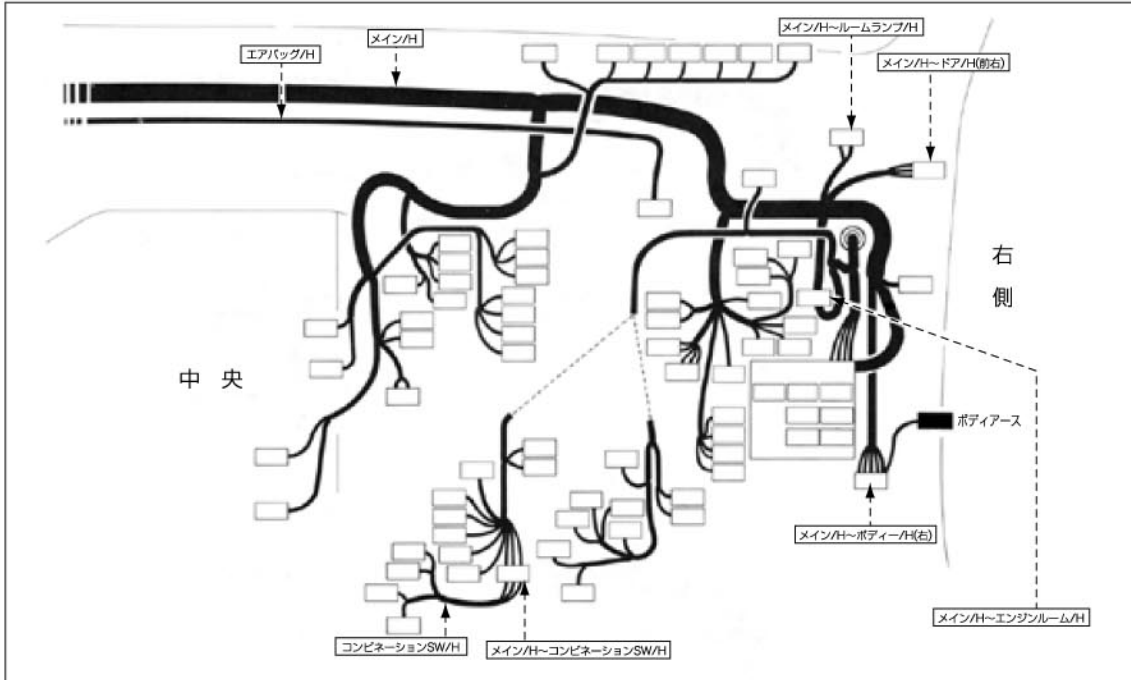 メイン/H~ルームランプ/H
メイン/H
エアバッグ/H
メイン/H~ドア/H(前右)
右側
中央
ボディアース
メイン/H~ボディー/H(右)
メイン/H~エンジンルーム/H
コンビネーションSW/H
メイン/H~コンビネーションSW/H